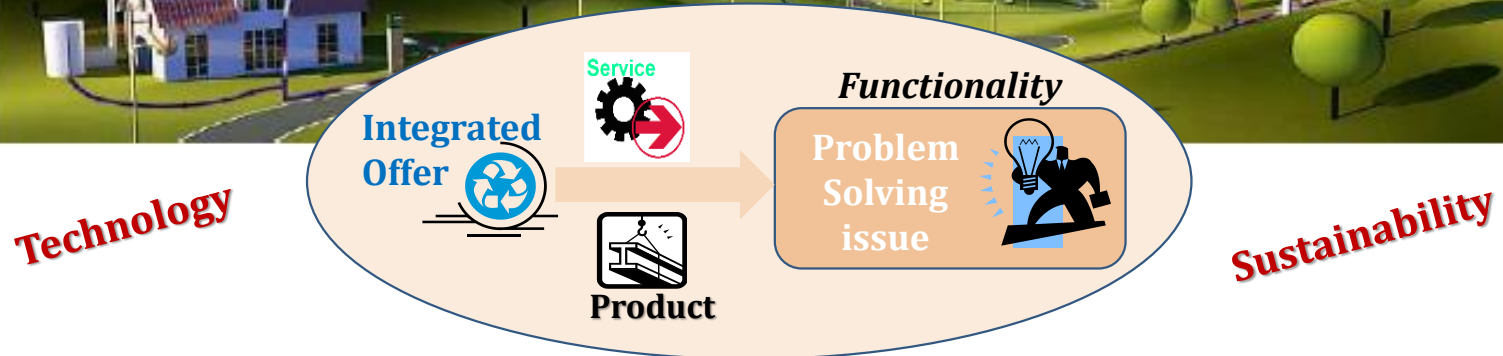 Service
Functionality
Integrated
Offer
Problem
Solving
issue
Technology
Sustainability
Product